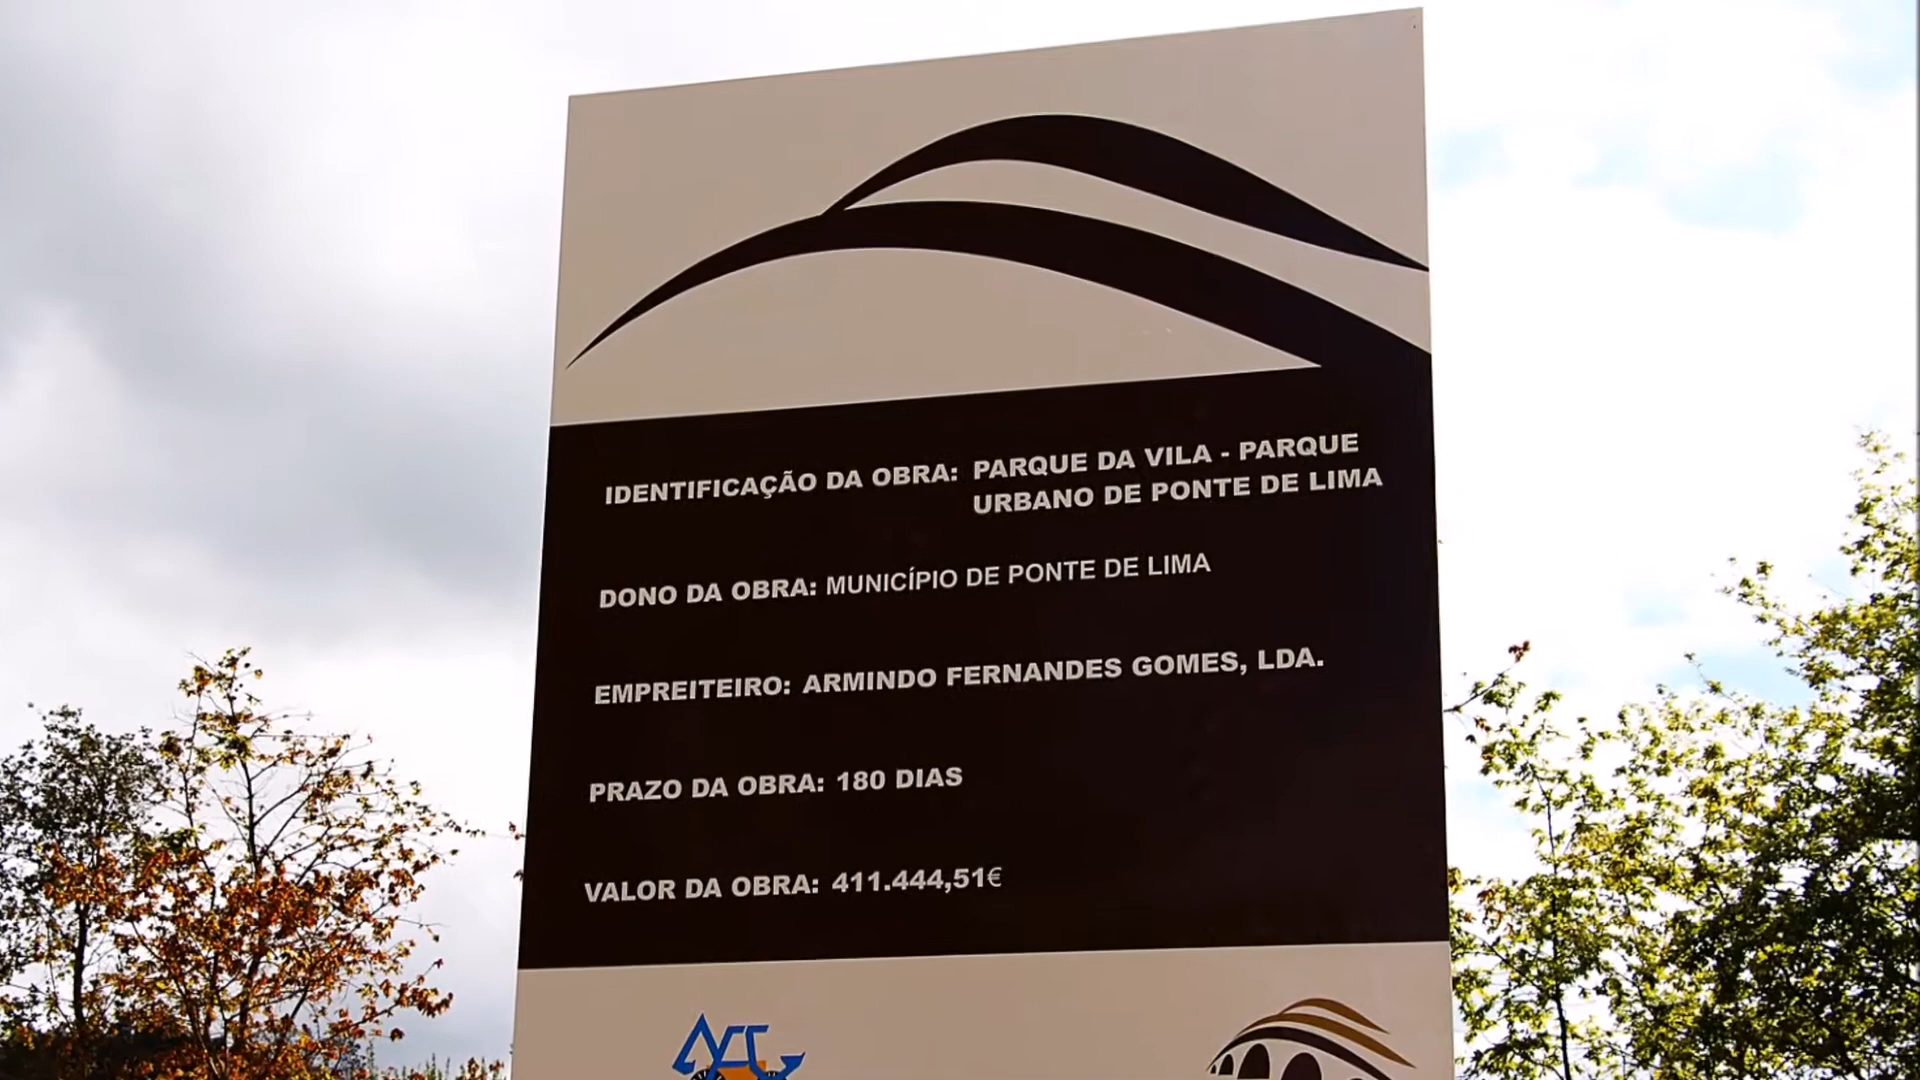 IDENTIFICAÇÃO DA OBRA: PARQUE DA VILA - PARQUE
URBANO DE PONTE DE LIMA
DONO DA OBRA: MUNICÍPIO DE PONTE DE LIMA
EMPREITEIRO: ARMINDO FERNANDES GOMES, LDA.
PRAZO DA OBRA: 180 DIAS
VALOR DA OBRA: 411.444,51€